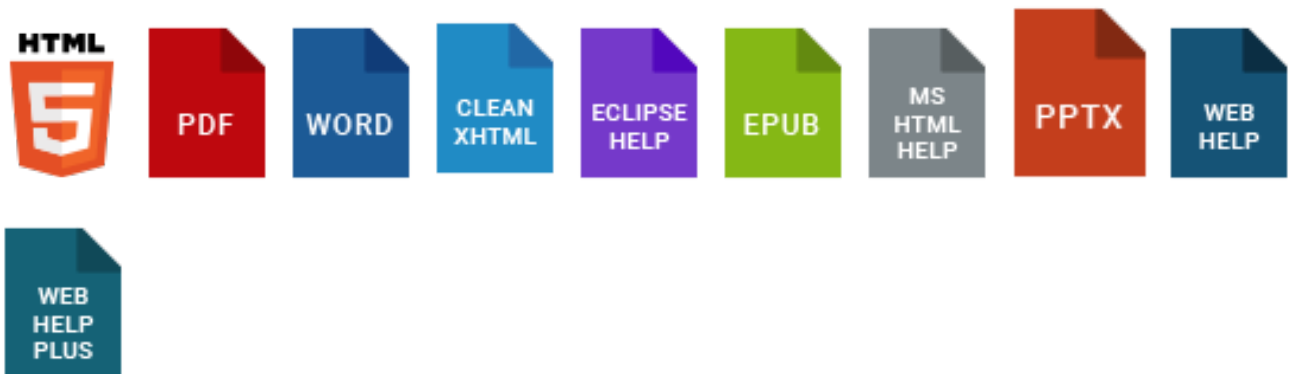 HTML
5
PDF
WORD
CLEAN
XHTML
ECLIPSE
HELP
EPUB
MS
HTML
HELP
PPTX
WEB
HELP
WEB
HELP
PLUS